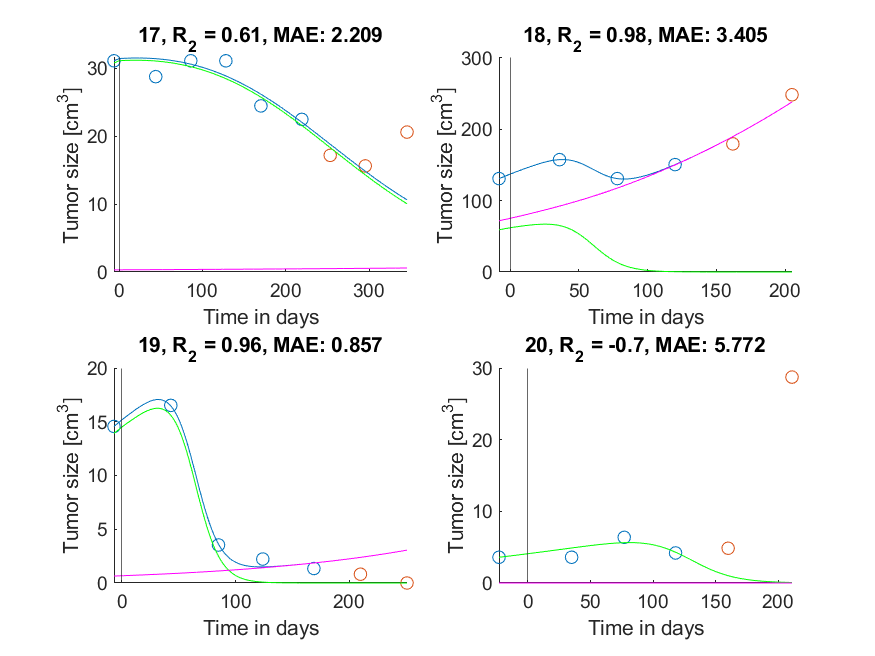 17, R2 = 0.61, MAE: 2.209
18, R2 = 0.98, MAE: 3.405
30
20
10
0
Tumor size [cm3]
0
100
200
300
Time in days
300
200
100
0
Tumor size [cm3]
0
50
100
150
200
Time in days
19, R2 = 0.96, MAE: 0.857
20, R2 = -0.7, MAE: 5.772
20
15
10
5
0
Tumor size [cm3]
0
100
200
Time in days
30
20
10
0
Tumor size [cm3]
0
50
100
150
200
Time in days